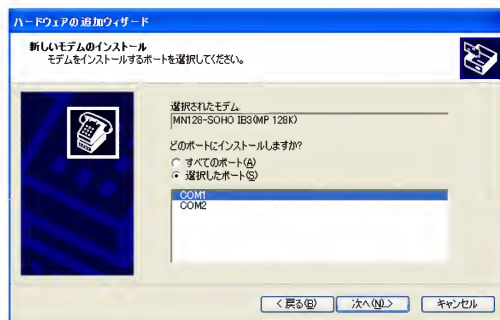 ハードウェアの追加ウィザード
新しいモデムのインストール
モデムをインストールするポートを選択してください。
選択されたモデム:
MN128-SOHO IB3(MP 128K)
どのポートにインストールしますか?
すべてのポート(A)
選択したポート(S)
COM1
COM2
< 戻る(B)
次へ(N) >
キャンセル